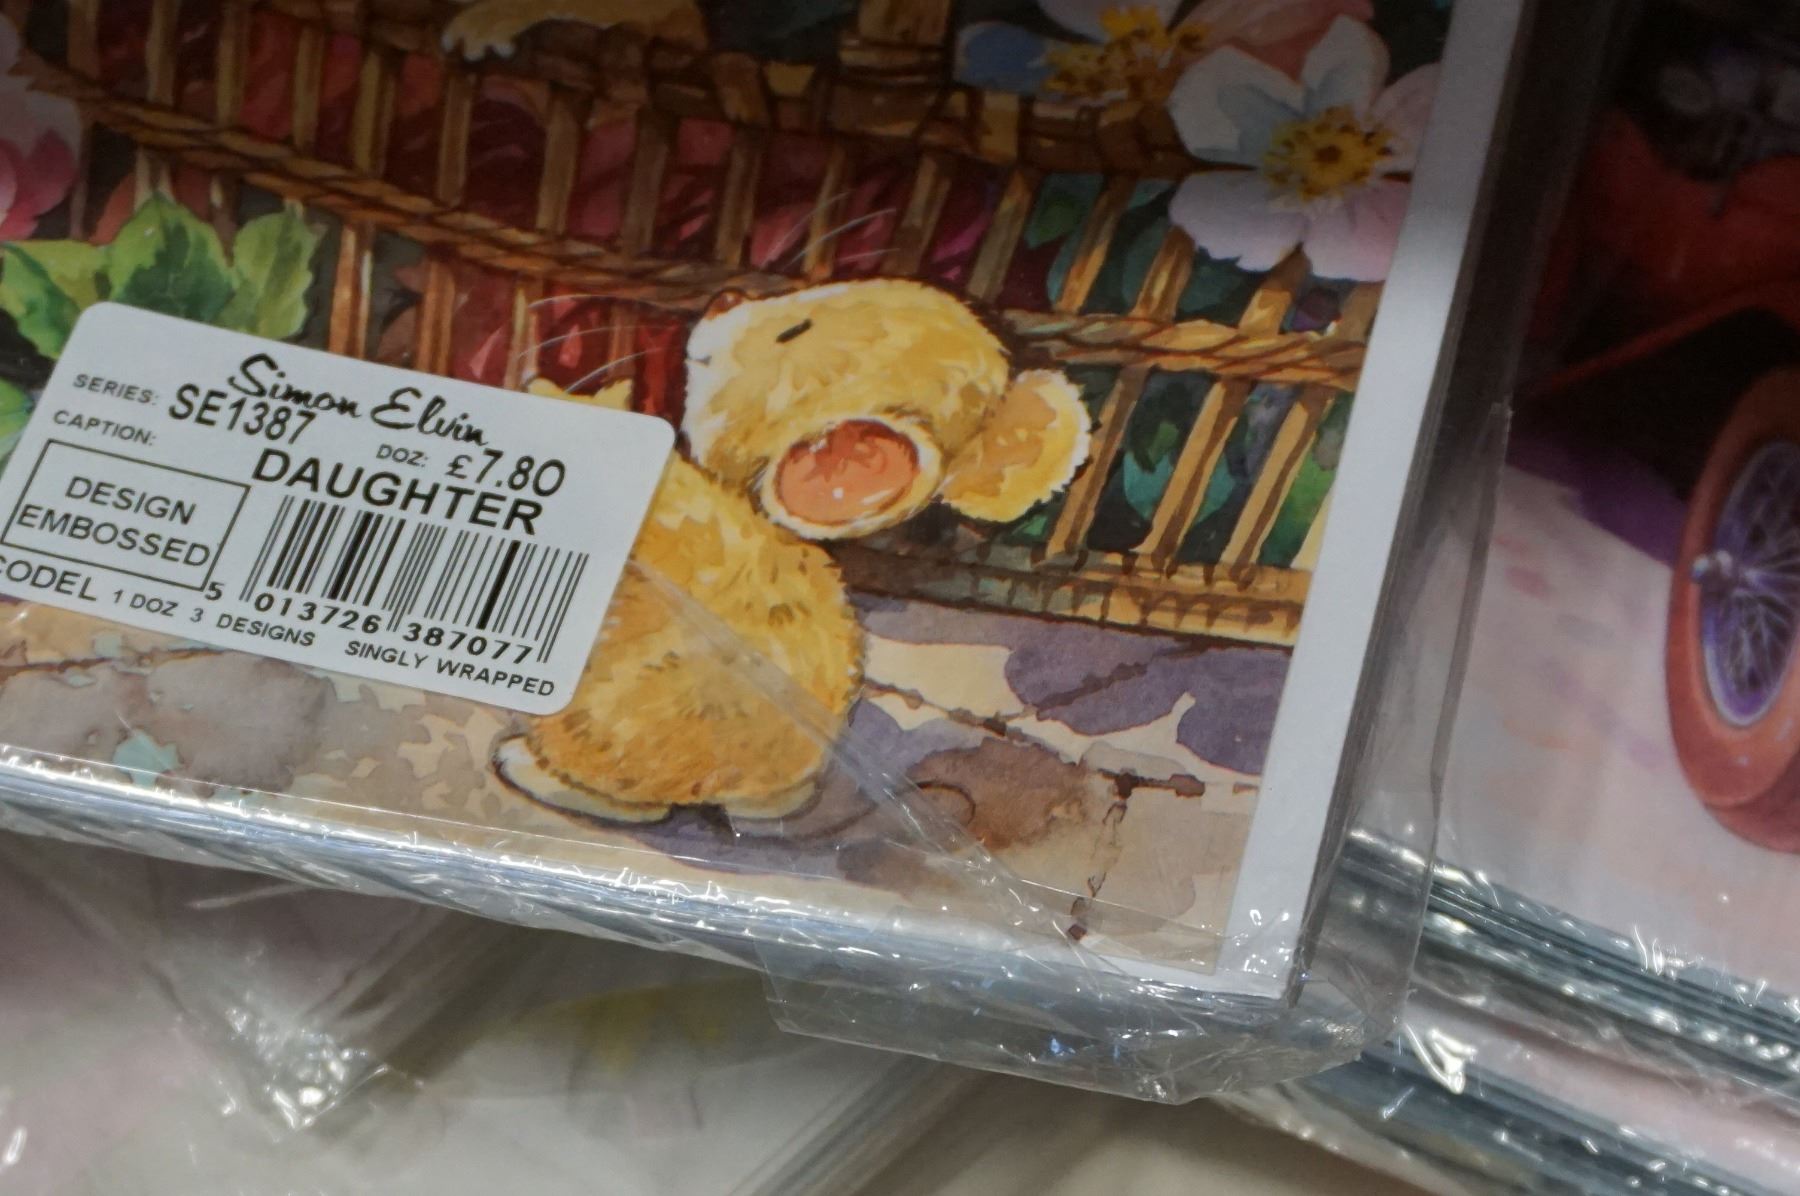 Simon Elvin
SERIES: SE1387 DOZ: £7.80
CAPTION: DAUGHTER
DESIGN
EMBOSSED
CODEL 1 DOZ 3 DESIGNS SINGLY WRAPPED
5 013726 387077